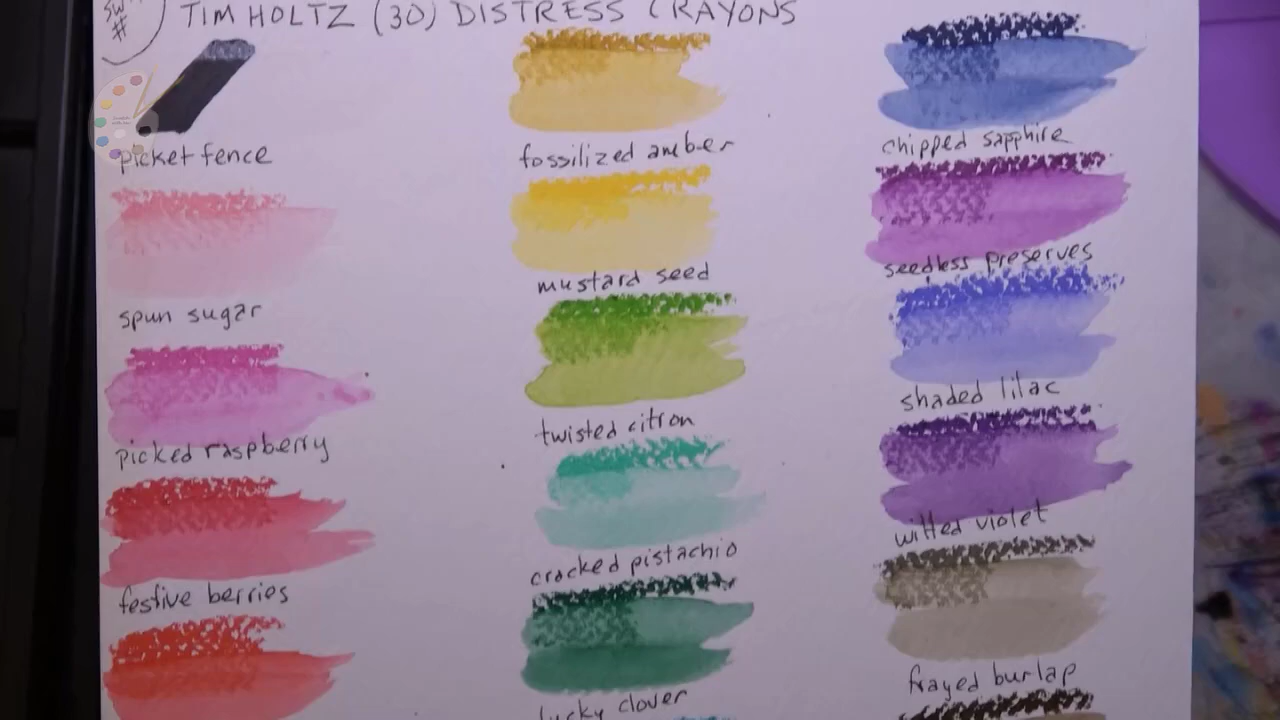 SW
#
TIM HOLTZ (30) DISTRESS CRAYONS
picket fence
spun sugar
picked raspberry
festive berries
fossilized amber
mustard seed
twisted citron
cracked pistachio
lucky clover
chipped sapphire
seedless preserves
shaded lilac
wilted violet
frayed burlap